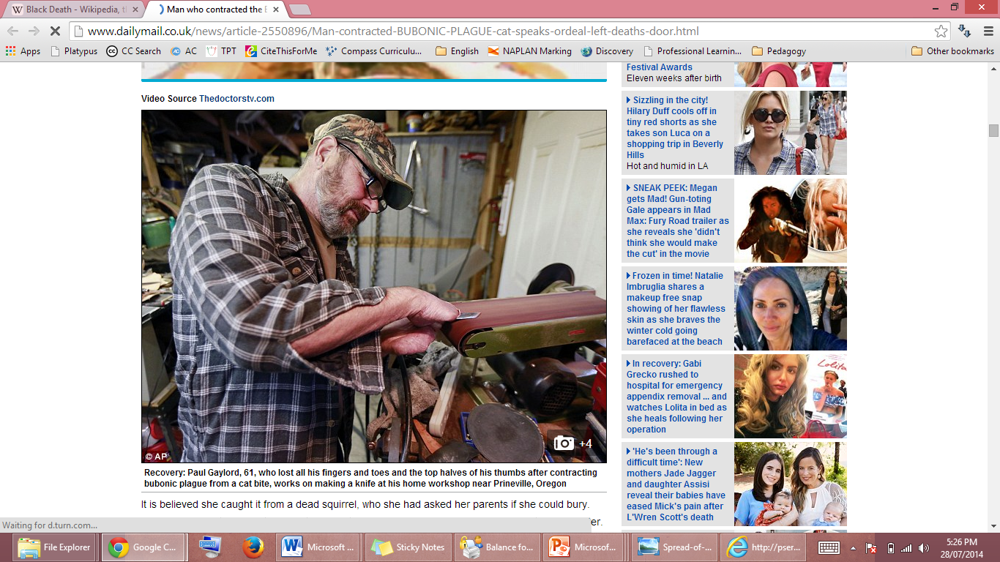 Black Death - Wikipedia, t
Man who contracted the B
www.dailymail.co.uk/news/article-2550896/Man-contracted-BUBONIC-PLAGUE-cat-speaks-ordeal-left-deaths-door.html
Apps
Platypus
CC Search
AC
TPT
CiteThisForMe
Compass Curriculu...
English
NAPLAN Marking
Discovery
Professional Learnin...
Pedagogy
Other bookmarks
Video Source Thedoctorstv.com
© AP
+4
Recovery: Paul Gaylord, 61, who lost all his fingers and toes and the top halves of his thumbs after contracting
bubonic plague from a cat bite, works on making a knife at his home workshop near Prineville, Oregon
It is believed she caught it from a dead squirrel, who she had asked her parents if she could bury.
er.
Festival Awards
Eleven weeks after birth
Sizzling in the city!
Hilary Duff cools off in
tiny red shorts as she
takes son Luca on a
shopping trip in Beverly
Hills
Hot and humid in LA
SNEAK PEEK: Megan
gets Mad! Gun-toting
Gale appears in Mad
Max: Fury Road trailer as
she reveals she 'didn't
think she would make
the cut' in the movie
Frozen in time! Natalie
Imbruglia shares a
makeup free snap
showing of her flawless
skin as she braves the
winter cold going
barefaced at the beach
In recovery: Gabi
Grecko rushed to
hospital for emergency
appendix removal ... and
watches Lolita in bed as
she heals following her
operation
Lolita
'He's been through a
difficult time': New
mothers Jade Jagger
and daughter Assisi
reveal their babies have
eased Mick's pain after
L'Wren Scott's death
Waiting for d.turn.com...
File Explorer
Google C...
Microsoft ...
Sticky Notes
Balance fo...
Microsof...
Spread-of-...
http://pser...
5:26 PM
28/07/2014